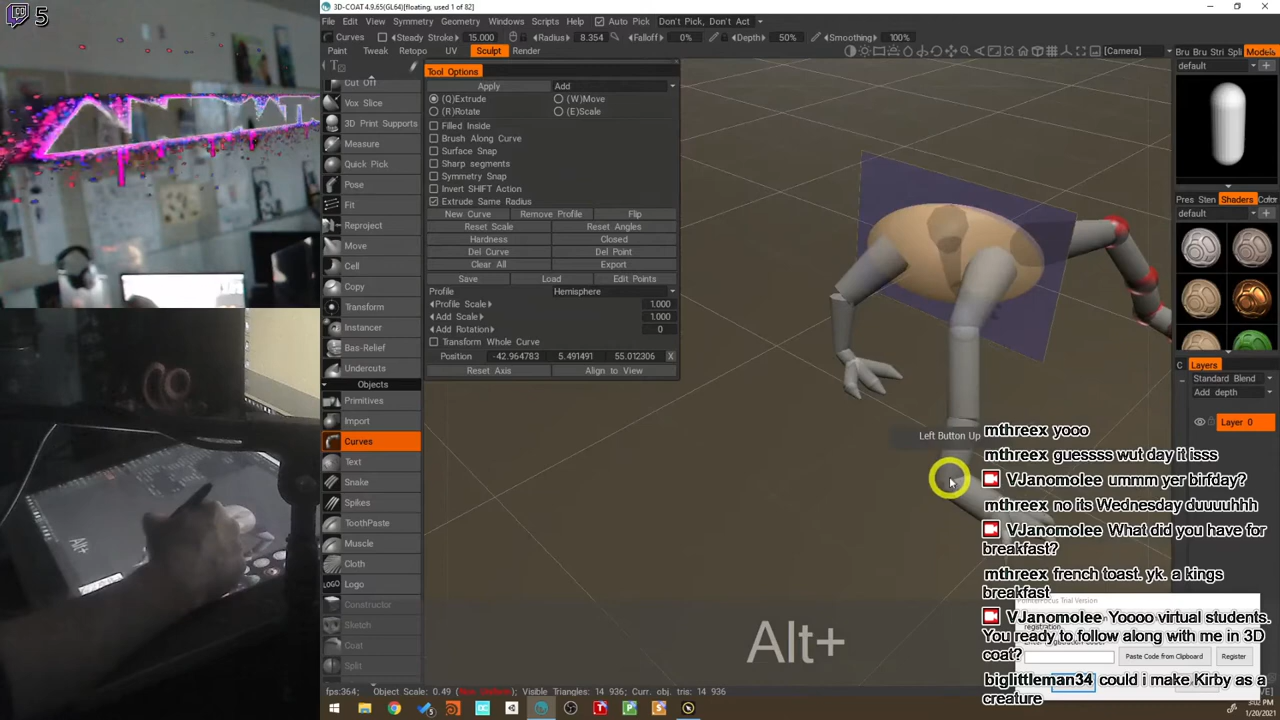 5
3D-COAT 4.9.65(GL64)[floating, used 1 of 82]
File Edit View Symmetry Geometry Windows Scripts Help Auto Pick Don't Pick, Don't Act
Curves Steady Stroke 15.000 Radius 8.354 Falloff 0% Depth 50% Smoothing 100%
Paint Tweak Retopo UV Sculpt Render [Camera] Bru Bru Stri Spli Models
Cut Off
Vox Slice
3D Print Supports
Measure
Quick Pick
Pose
Fit
Reproject
Move
Cell
Copy
Transform
Instancer
Bas-Relief
Undercuts
Objects
Primitives
Import
Curves
Text
Snake
Spikes
ToothPaste
Muscle
Cloth
Logo
Constructor
Sketch
Coat
Split
Tool Options
Apply Add
(Q)Extrude (W)Move
(R)Rotate (E)Scale
Filled Inside
Brush Along Curve
Surface Snap
Sharp segments
Symmetry Snap
Invert SHIFT Action
Extrude Same Radius
New Curve Remove Profile Flip
Reset Scale Reset Angles
Hardness Closed
Del Curve Del Point
Clear All Export
Save Load Edit Points
Profile Hemisphere
Profile Scale 1.000
Add Scale 1.000
Add Rotation 0
Transform Whole Curve
Position -42.964783 5.491491 55.012306 X
Reset Axis Align to View
default
Pres Sten Shaders Color
default
C Layers
Standard Blend
Add depth
Layer 0
Left Button Up
mthreex yooo
mthreex guessss wut day it isss
VJanomolee ummm yer birfday?
mthreex no its Wednesday duuuuhhh
VJanomolee What did you have for
breakfast?
mthreex french toast. yk. a kings
breakfast
VJanomolee Yoooo virtual students.
You ready to follow along with me in 3D
coat?
biglittleman34 could i make Kirby as a
creature
Paste Code from Clipboard Register
Alt+
Alt+
fps:364; Object Scale: 0.49 Visible Triangles: 14 936; Curr. obj. tris: 14 936
3:02 PM
1/20/2021